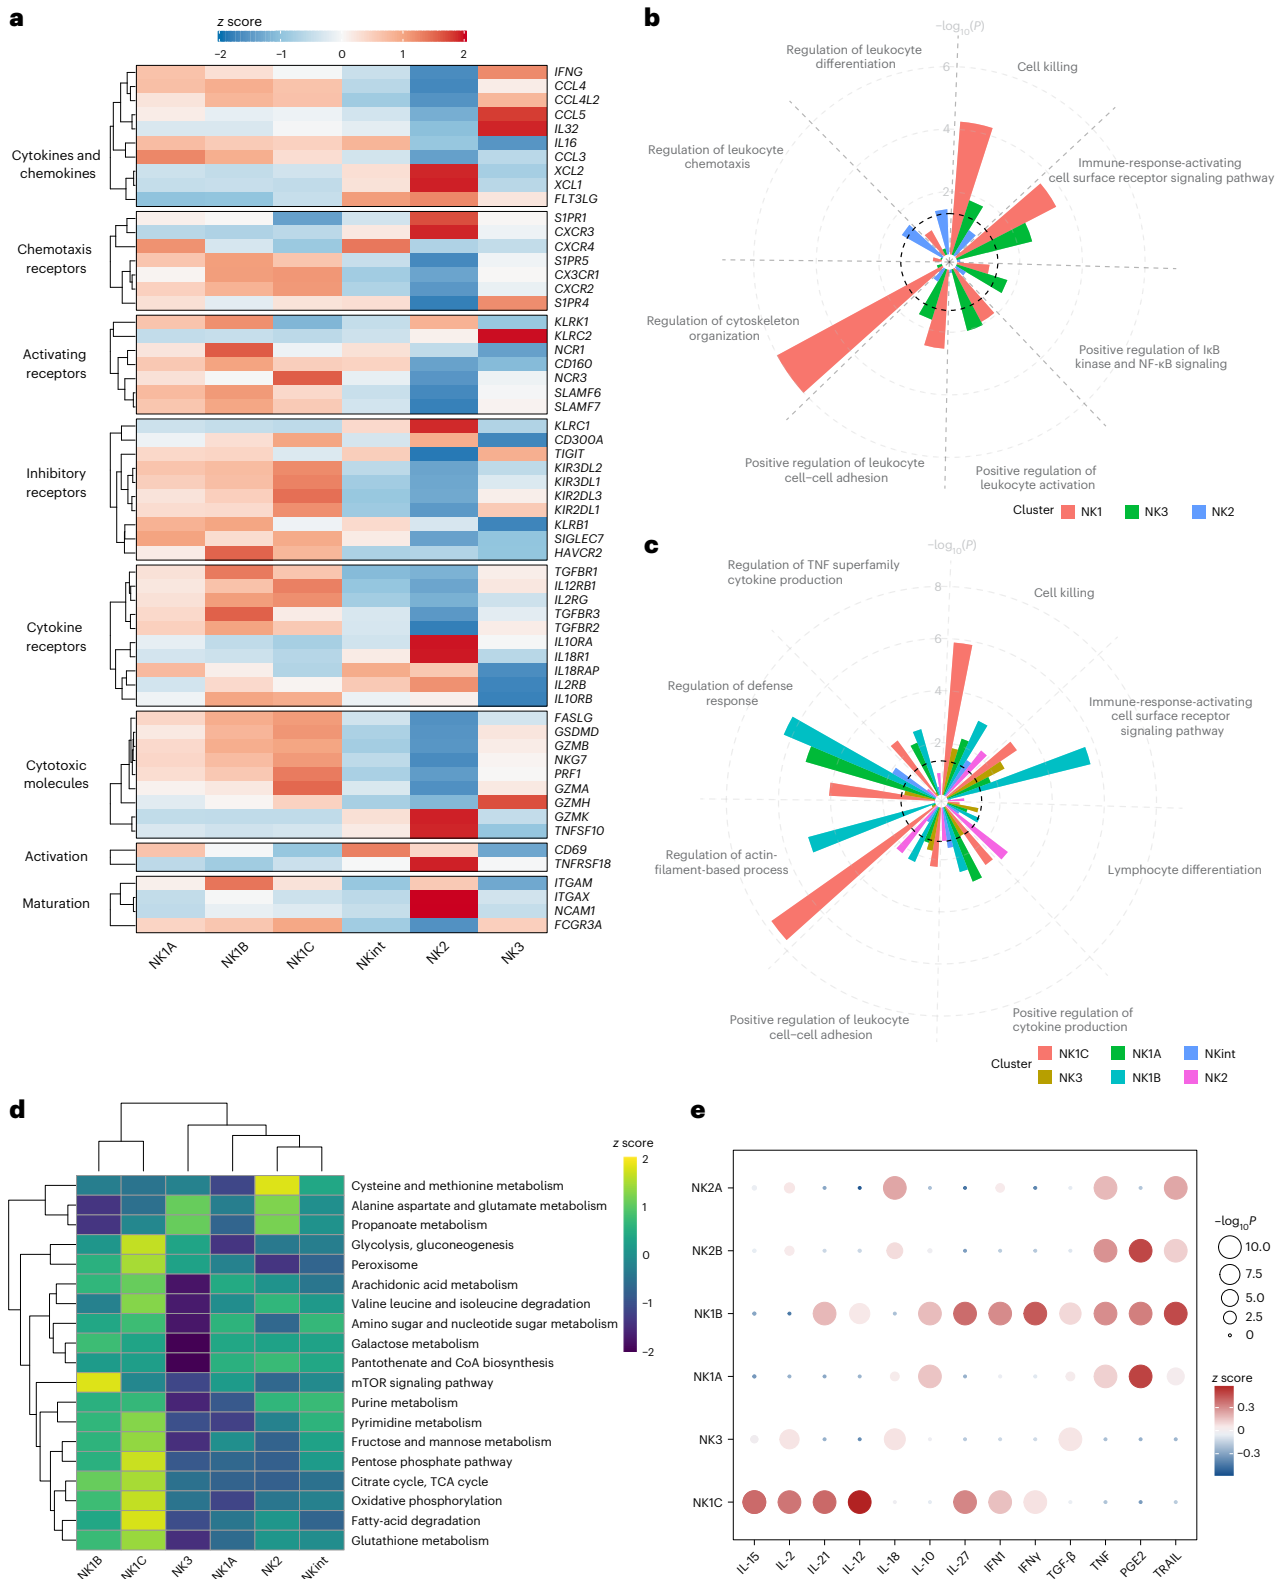 a
z score
−2 −1 0 1 2
Cytokines and
chemokines
IFNG
CCL4
CCL4L2
CCL5
IL32
IL16
CCL3
XCL2
XCL1
FLT3LG
Chemotaxis
receptors
S1PR1
CXCR3
CXCR4
S1PR5
CX3CR1
CXCR2
S1PR4
Activating
receptors
KLRK1
KLRC2
NCR1
CD160
NCR3
SLAMF6
SLAMF7
Inhibitory
receptors
KLRC1
CD300A
TIGIT
KIR3DL2
KIR3DL1
KIR2DL3
KIR2DL1
KLRB1
SIGLEC7
HAVCR2
Cytokine
receptors
TGFBR1
IL12RB1
IL2RG
TGFBR3
TGFBR2
IL10RA
IL18R1
IL18RAP
IL2RB
IL10RB
Cytotoxic
molecules
FASLG
GSDMD
GZMB
NKG7
PRF1
GZMA
GZMH
GZMK
TNFSF10
Activation
CD69
TNFRSF18
Maturation
ITGAM
ITGAX
NCAM1
FCGR3A
NK1A NK1B NK1C NKint NK2 NK3
b
−log10(P)
6
4
2
Regulation of leukocyte
differentiation
Cell killing
Regulation of leukocyte
chemotaxis
Immune-response-activating
cell surface receptor signaling pathway
Regulation of cytoskeleton
organization
Positive regulation of IκB
kinase and NF-κB signaling
Positive regulation of leukocyte
cell–cell adhesion
Positive regulation of
leukocyte activation
Cluster NK1 NK3 NK2
c
−log10(P)
8
6
4
2
Regulation of TNF superfamily
cytokine production
Cell killing
Regulation of defense
response
Immune-response-activating
cell surface receptor
signaling pathway
Regulation of actin-
filament-based process
Lymphocyte differentiation
Positive regulation of leukocyte
cell–cell adhesion
Positive regulation of
cytokine production
Cluster
NK1C NK1A NKint
NK3 NK1B NK2
d
z score
2
1
0
−1
−2
Cysteine and methionine metabolism
Alanine aspartate and glutamate metabolism
Propanoate metabolism
Glycolysis, gluconeogenesis
Peroxisome
Arachidonic acid metabolism
Valine leucine and isoleucine degradation
Amino sugar and nucleotide sugar metabolism
Galactose metabolism
Pantothenate and CoA biosynthesis
mTOR signaling pathway
Purine metabolism
Pyrimidine metabolism
Fructose and mannose metabolism
Pentose phosphate pathway
Citrate cycle, TCA cycle
Oxidative phosphorylation
Fatty-acid degradation
Glutathione metabolism
NK1B NK1C NK3 NK1A NK2 NKint
e
NK2A
NK2B
NK1B
NK1A
NK3
NK1C
IL-15 IL-2 IL-21 IL-12 IL-18 IL-10 IL-27 IFN1 IFNγ TGF-β TNF PGE2 TRAIL
−log10P
10.0
7.5
5.0
2.5
0
z score
0.3
0
−0.3